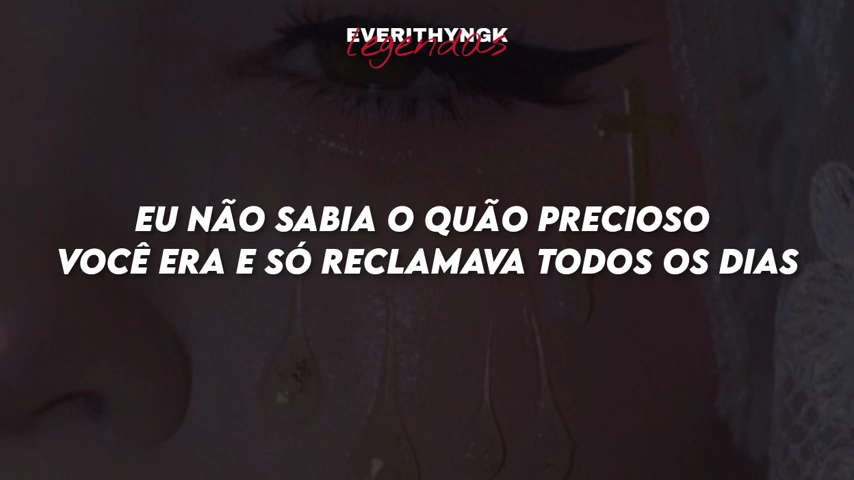 EVERITHYNGK
legendas
EU NÃO SABIA O QUÃO PRECIOSO
VOCÊ ERA E SÓ RECLAMAVA TODOS OS DIAS